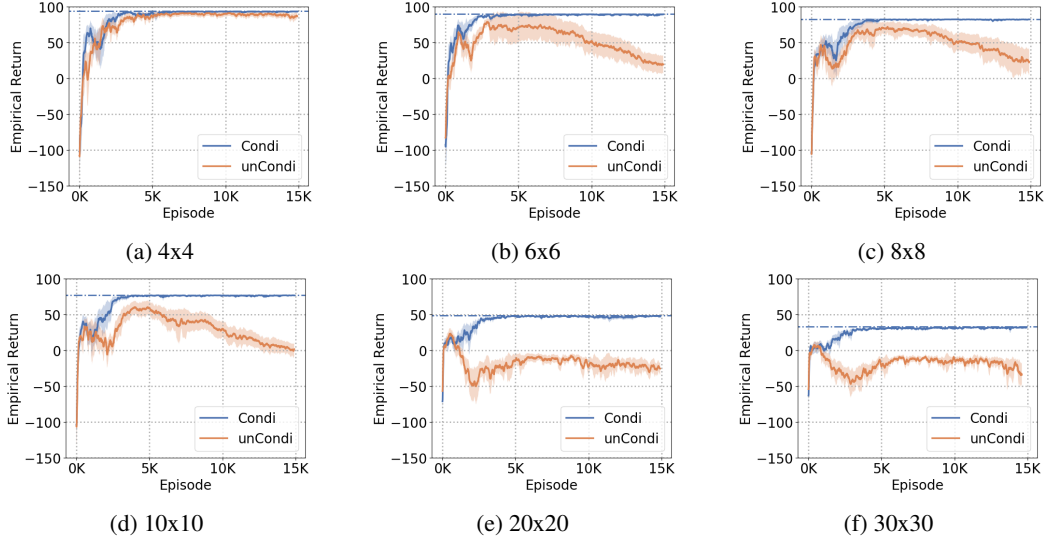 100
50
0
−50
−100
−150
Empirical Return
Condi
unCondi
0K 5K 10K 15K
Episode
(a) 4x4
100
50
0
−50
−100
−150
Empirical Return
Condi
unCondi
0K 5K 10K 15K
Episode
(b) 6x6
100
50
0
−50
−100
−150
Empirical Return
Condi
unCondi
0K 5K 10K 15K
Episode
(c) 8x8
100
50
0
−50
−100
−150
Empirical Return
Condi
unCondi
0K 5K 10K 15K
Episode
(d) 10x10
100
50
0
−50
−100
−150
Empirical Return
Condi
unCondi
0K 5K 10K 15K
Episode
(e) 20x20
100
50
0
−50
−100
−150
Empirical Return
Condi
unCondi
0K 5K 10K 15K
Episode
(f) 30x30